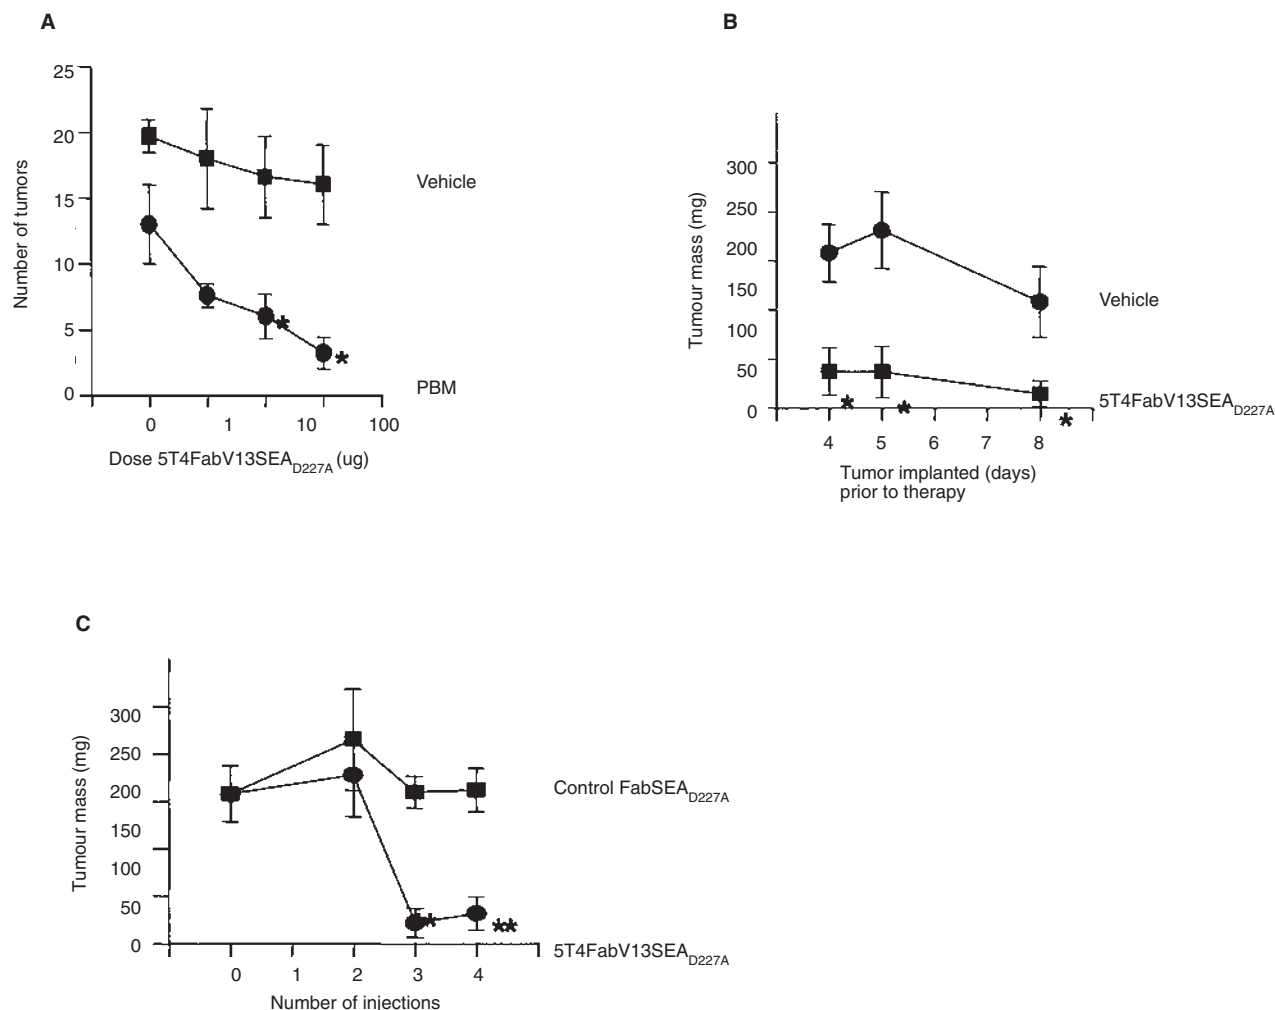 A
25
20
15
10
5
0
Number of tumors
Vehicle
PBM
0 1 10 100
Dose 5T4FabV13SEAD227A (ug)
B
300
250
200
150
100
50
0
Tumour mass (mg)
Vehicle
5T4FabV13SEAD227A
4 5 6 7 8
Tumor implanted (days)
prior to therapy
C
300
250
200
150
100
50
0
Tumour mass (mg)
Control FabSEAD227A
5T4FabV13SEAD227A
0 1 2 3 4
Number of injections